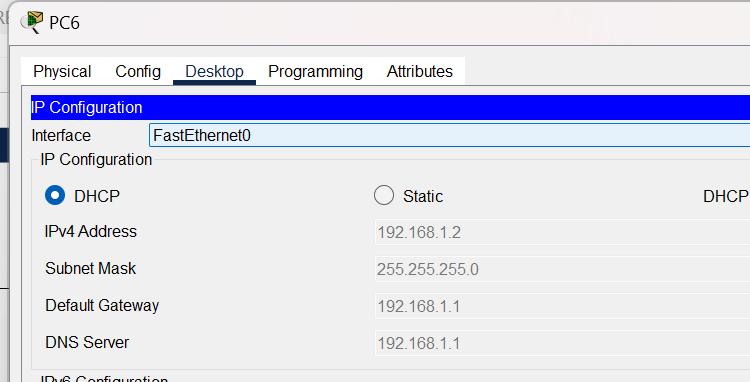 PC6
Physical Config Desktop Programming Attributes
IP Configuration
Interface FastEthernet0
IP Configuration
DHCP Static DHCP
IPv4 Address 192.168.1.2
Subnet Mask 255.255.255.0
Default Gateway 192.168.1.1
DNS Server 192.168.1.1
IPv6 Configuration